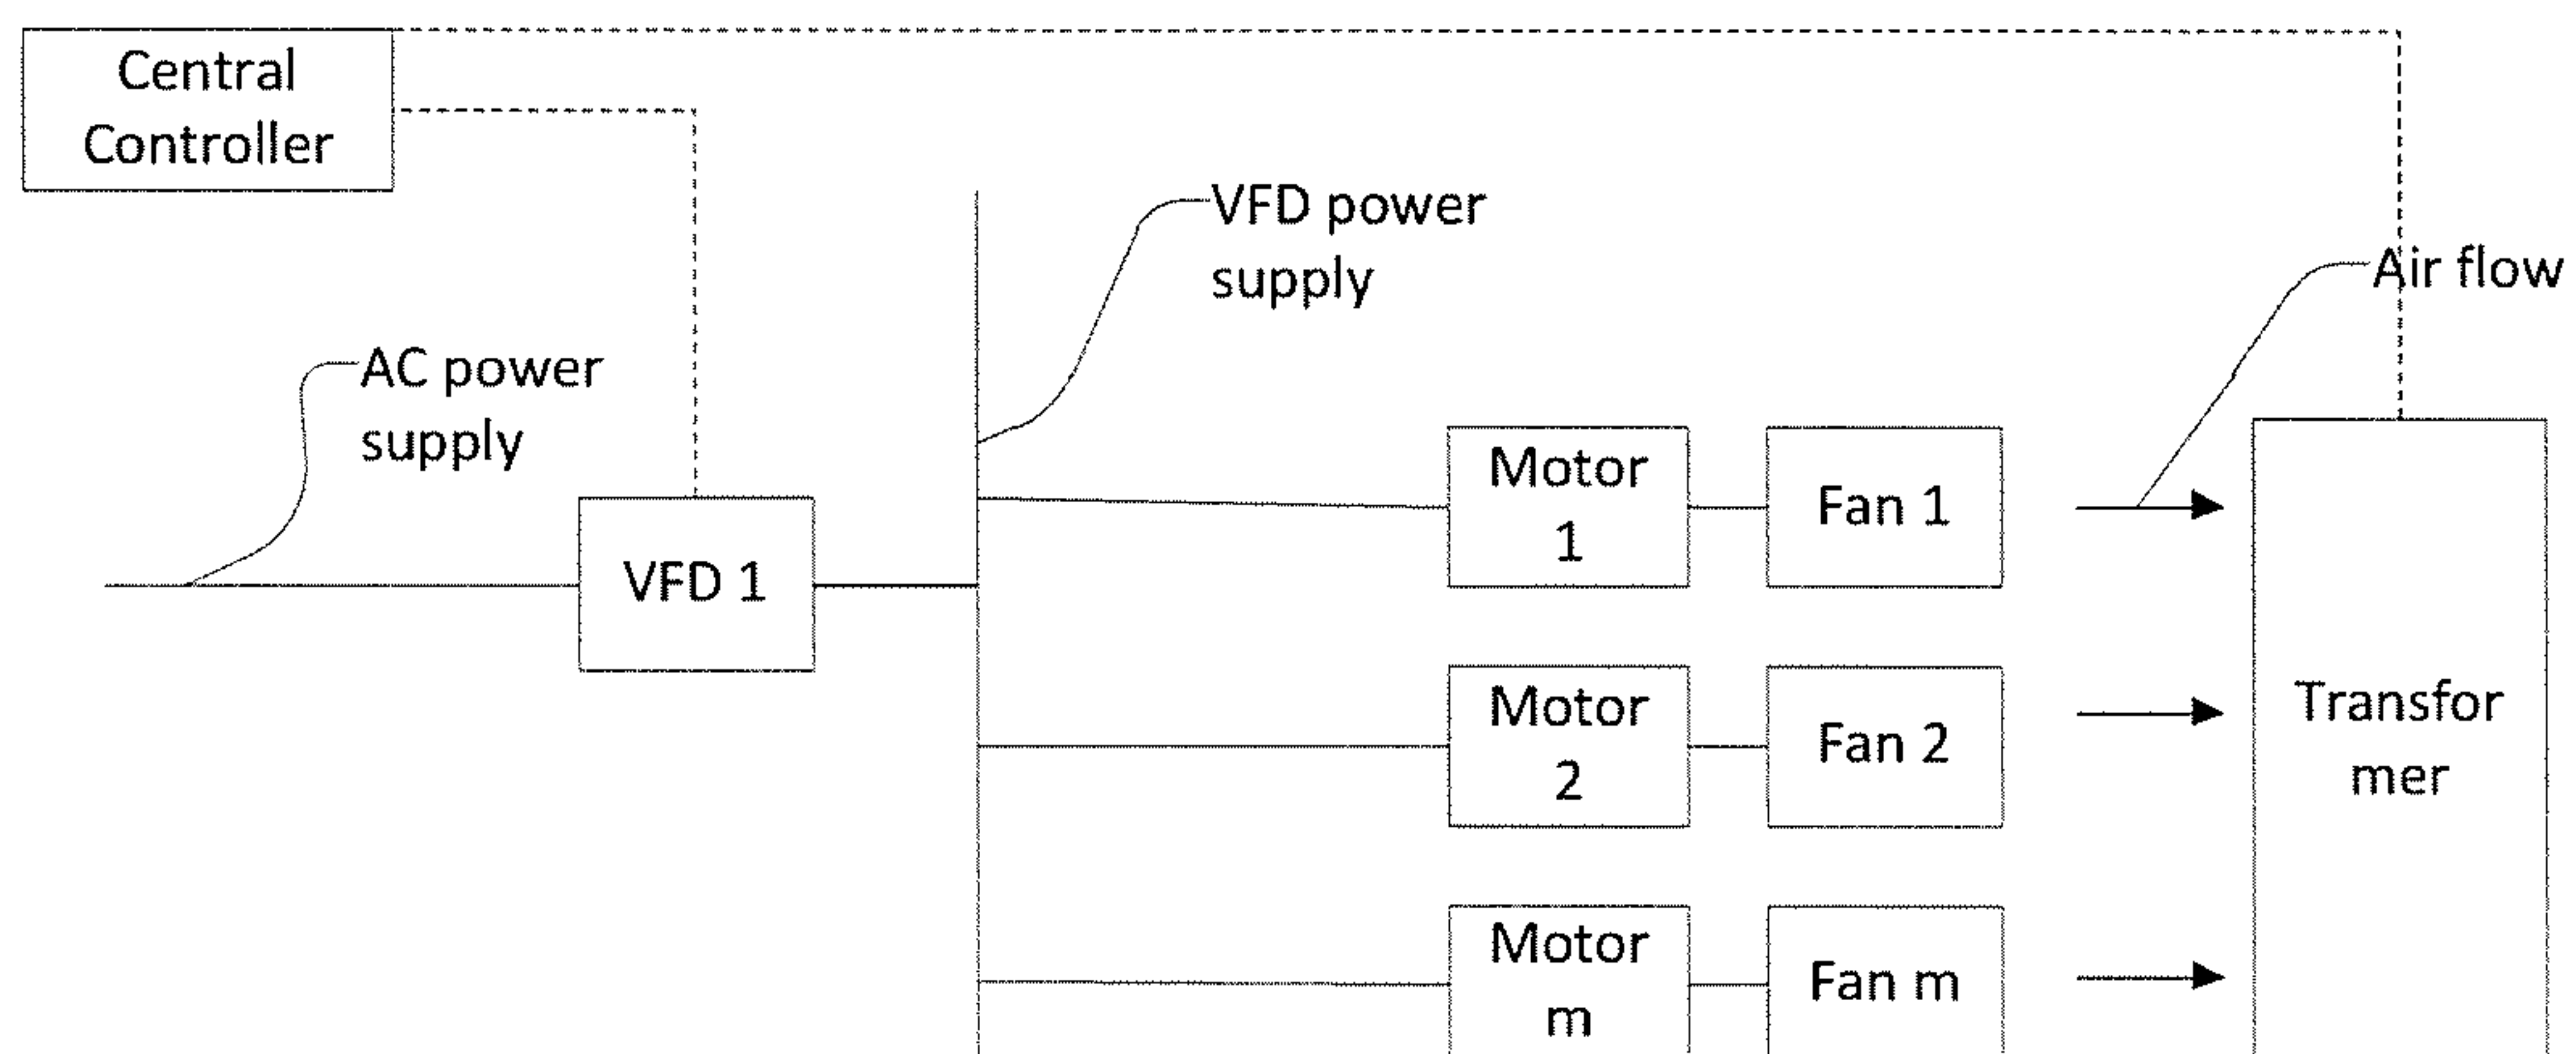 Central
Controller
VFD power
supply
Air flow
AC power
supply
VFD 1
Motor
1
Fan 1
Motor
2
Fan 2
Transfor
mer
Motor
m
Fan m